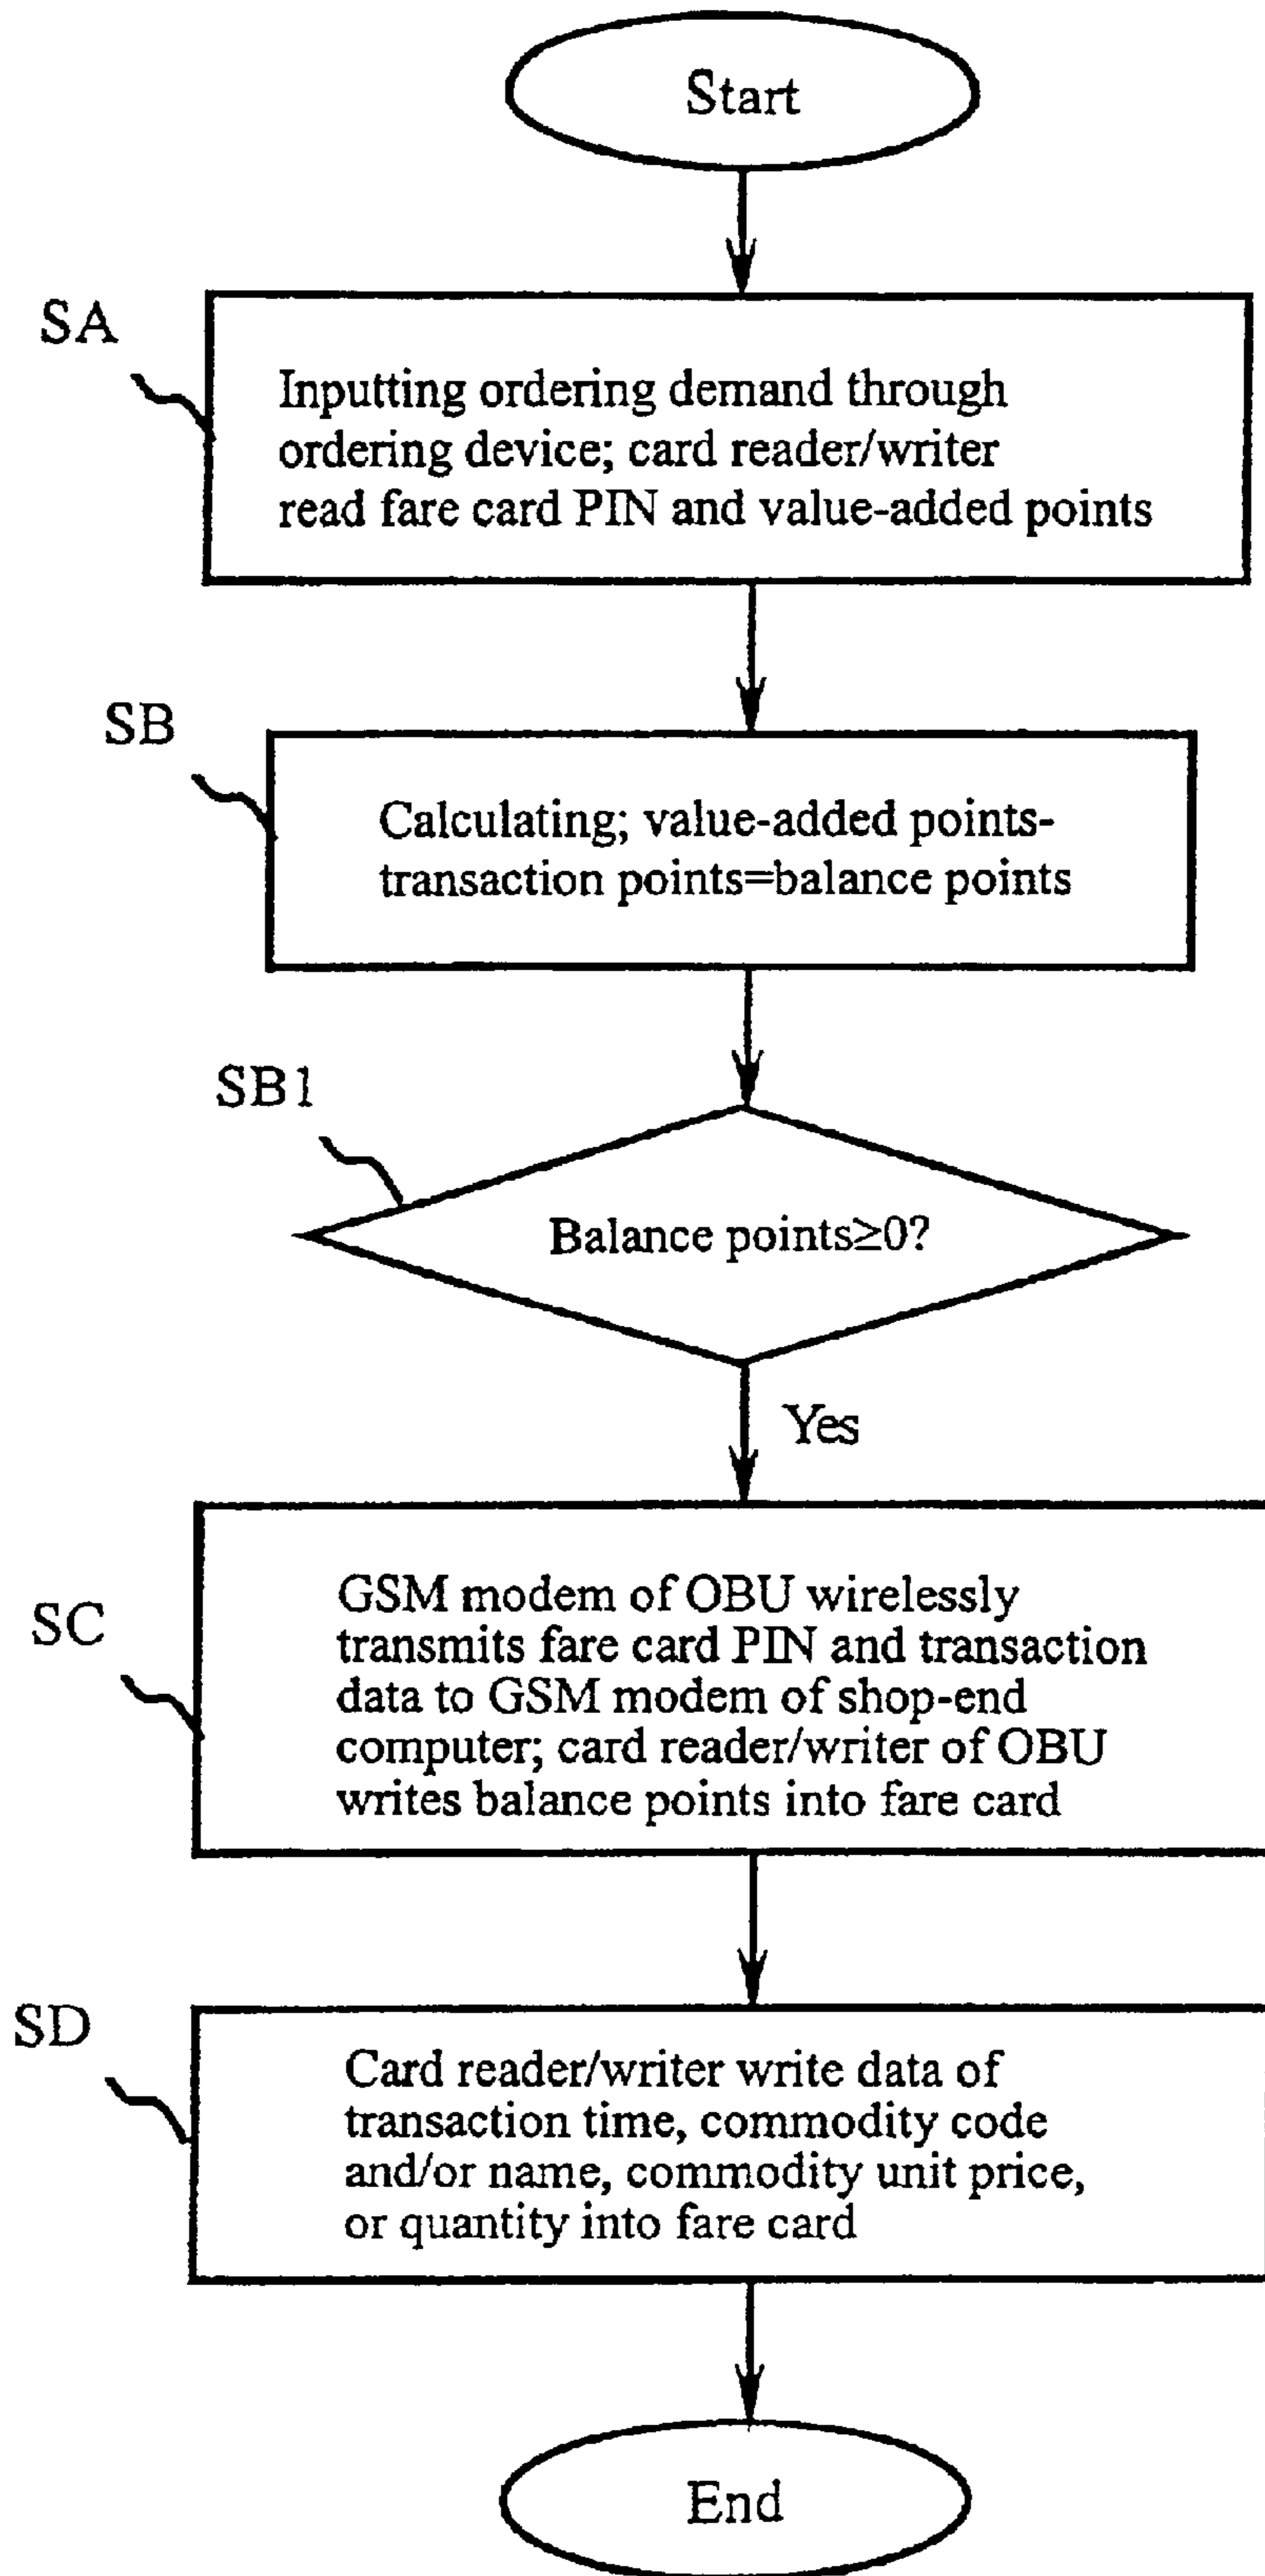 Start
SA
Inputting ordering demand through
ordering device; card reader/writer
read fare card PIN and value-added points
SB
Calculating; value-added points-
transaction points=balance points
SB1
Balance points≥0?
Yes
SC
GSM modem of OBU wirelessly
transmits fare card PIN and transaction
data to GSM modem of shop-end
computer; card reader/writer of OBU
writes balance points into fare card
SD
Card reader/writer write data of
transaction time, commodity code
and/or name, commodity unit price,
or quantity into fare card
End